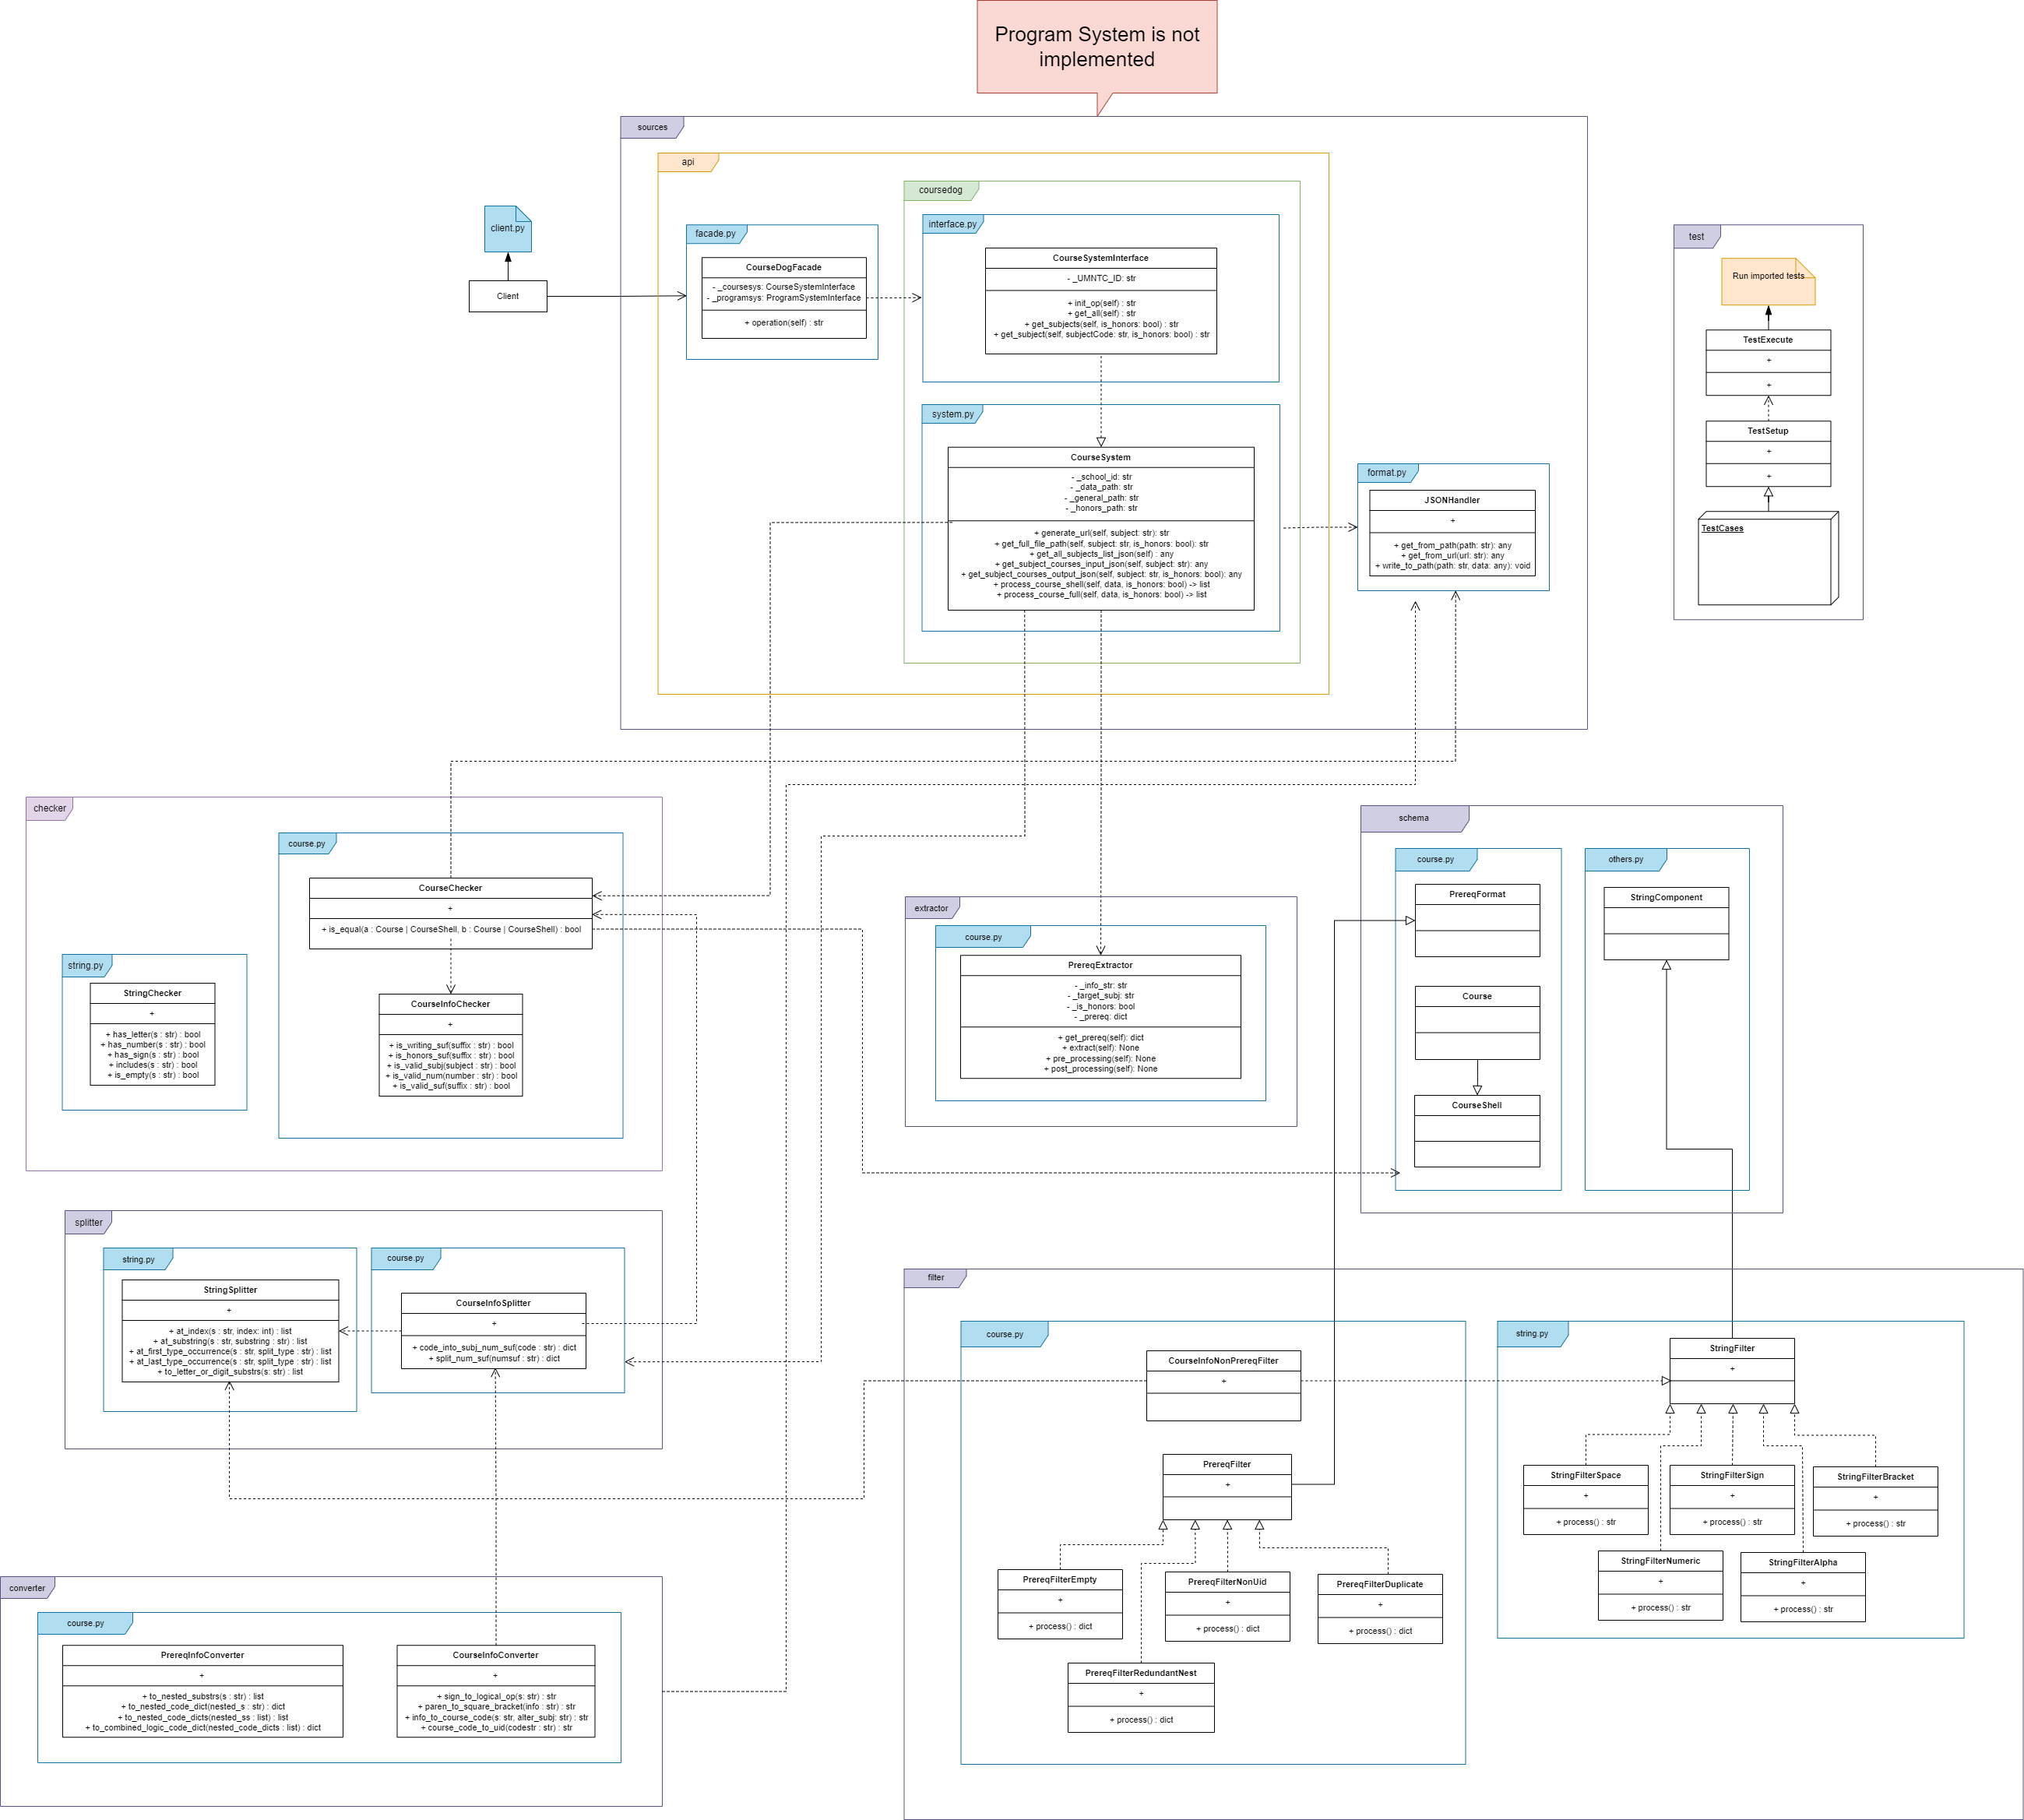 Program System is not
implemented
sources
api
coursedog
client.py
Client
facade.py
CourseDogFacade
- _coursesys: CourseSystemInterface
- _programsys: ProgramSystemInterface
+ operation(self) : str
interface.py
CourseSystemInterface
- _UMNTC_ID: str
+ init_op(self) : str
+ get_all(self) : str
+ get_subjects(self, is_honors: bool) : str
+ get_subject(self, subjectCode: str, is_honors: bool) : str
system.py
CourseSystem
- _school_id: str
- _data_path: str
- _general_path: str
- _honors_path: str
+ generate_url(self, subject: str): str
+ get_full_file_path(self, subject: str, is_honors: bool): str
+ get_all_subjects_list_json(self) : any
+ get_subject_courses_input_json(self, subject: str): any
+ get_subject_courses_output_json(self, subject: str, is_honors: bool): any
+ process_course_shell(self, data, is_honors: bool) -> list
+ process_course_full(self, data, is_honors: bool) -> list
format.py
JSONHandler
+
+ get_from_path(path: str): any
+ get_from_url(url: str): any
+ write_to_path(path: str, data: any): void
test
Run imported tests
TestExecute
+
+
TestSetup
+
+
TestCases
checker
course.py
CourseChecker
+
+ is_equal(a : Course | CourseShell, b : Course | CourseShell) : bool
string.py
StringChecker
+
+ has_letter(s : str) : bool
+ has_number(s : str) : bool
+ has_sign(s : str) : bool
+ includes(s : str) : bool
+ is_empty(s : str) : bool
CourseInfoChecker
+
+ is_writing_suf(suffix : str) : bool
+ is_honors_suf(suffix : str) : bool
+ is_valid_subj(subject : str) : bool
+ is_valid_num(number : str) : bool
+ is_valid_suf(suffix : str) : bool
extractor
course.py
PrereqExtractor
- _info_str: str
- _target_subj: str
- _is_honors: bool
- _prereq: dict
+ get_prereq(self): dict
+ extract(self): None
+ pre_processing(self): None
+ post_processing(self): None
schema
course.py
PrereqFormat
Course
CourseShell
others.py
StringComponent
splitter
string.py
StringSplitter
+
+ at_index(s : str, index: int) : list
+ at_substring(s : str, substring : str) : list
+ at_first_type_occurrence(s : str, split_type : str) : list
+ at_last_type_occurrence(s : str, split_type : str) : list
+ to_letter_or_digit_substrs(s: str) : list
course.py
CourseInfoSplitter
+
+ code_into_subj_num_suf(code : str) : dict
+ split_num_suf(numsuf : str) : dict
filter
course.py
CourseInfoNonPrereqFilter
+
PrereqFilter
+
PrereqFilterEmpty
+
+ process() : dict
PrereqFilterNonUid
+
+ process() : dict
PrereqFilterDuplicate
+
+ process() : dict
PrereqFilterRedundantNest
+
+ process() : dict
string.py
StringFilter
+
StringFilterSpace
+
+ process() : str
StringFilterSign
+
+ process() : str
StringFilterBracket
+
+ process() : str
StringFilterNumeric
+
+ process() : str
StringFilterAlpha
+
+ process() : str
converter
course.py
PrereqInfoConverter
+
+ to_nested_substrs(s : str) : list
+ to_nested_code_dict(nested_s : str) : dict
+ to_nested_code_dicts(nested_ss : list) : list
+ to_combined_logic_code_dict(nested_code_dicts : list) : dict
CourseInfoConverter
+
+ sign_to_logical_op(s: str) : str
+ paren_to_square_bracket(info : str) : str
+ info_to_course_code(s: str, alter_subj: str) : str
+ course_code_to_uid(codestr : str) : str